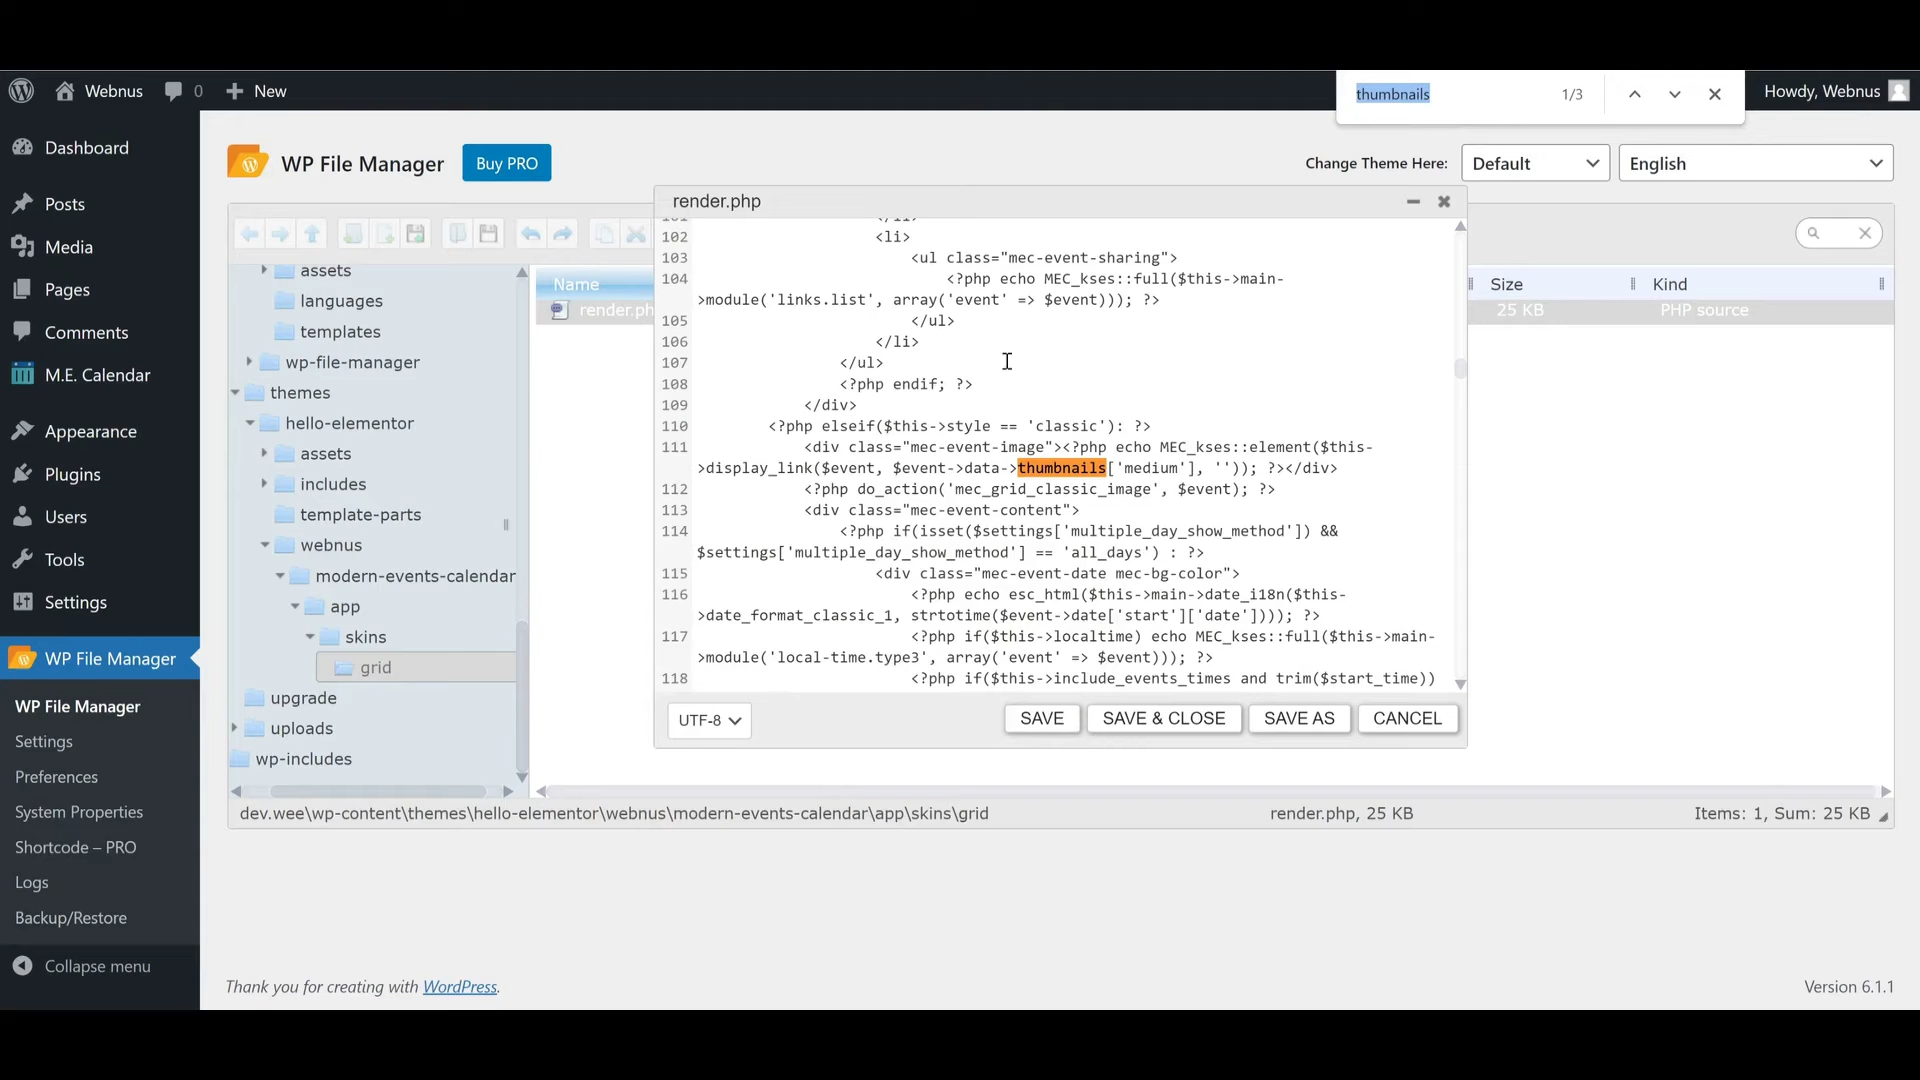 Webnus 0 New
thumbnails 1/3
Howdy, Webnus
Dashboard
Posts
Media
Pages
Comments
M.E. Calendar
Appearance
Plugins
Users
Tools
Settings
WP File Manager
WP File Manager
Settings
Preferences
System Properties
Shortcode – PRO
Logs
Backup/Restore
Collapse menu
WP File Manager Buy PRO
Change Theme Here: Default English
assets
languages
templates
wp-file-manager
themes
hello-elementor
assets
includes
template-parts
webnus
modern-events-calendar
app
skins
grid
upgrade
uploads
wp-includes
Name Size Kind
render.ph 25 KB PHP source
render.php
101 </li>
102 <li>
103 <ul class="mec-event-sharing">
104 <?php echo MEC_kses::full($this->main-
>module('links.list', array('event' => $event))); ?>
105 </ul>
106 </li>
107 </ul>
108 <?php endif; ?>
109 </div>
110 <?php elseif($this->style == 'classic'): ?>
111 <div class="mec-event-image"><?php echo MEC_kses::element($this-
>display_link($event, $event->data->thumbnails['medium'], '')); ?></div>
112 <?php do_action('mec_grid_classic_image', $event); ?>
113 <div class="mec-event-content">
114 <?php if(isset($settings['multiple_day_show_method']) &&
$settings['multiple_day_show_method'] == 'all_days') : ?>
115 <div class="mec-event-date mec-bg-color">
116 <?php echo esc_html($this->main->date_i18n($this-
>date_format_classic_1, strtotime($event->date['start']['date']))); ?>
117 <?php if($this->localtime) echo MEC_kses::full($this->main-
>module('local-time.type3', array('event' => $event))); ?>
118 <?php if($this->include_events_times and trim($start_time))
UTF-8 SAVE SAVE & CLOSE SAVE AS CANCEL
dev.wee\wp-content\themes\hello-elementor\webnus\modern-events-calendar\app\skins\grid render.php, 25 KB Items: 1, Sum: 25 KB
Thank you for creating with WordPress. Version 6.1.1